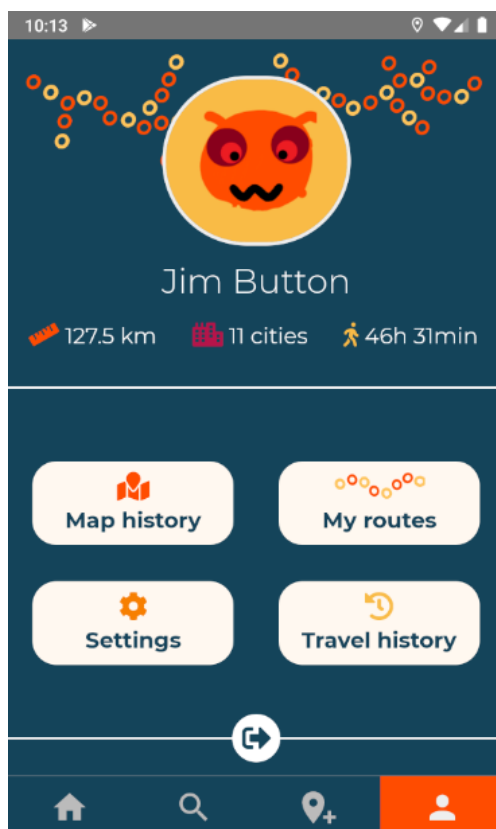 10:13
Jim Button
127.5 km 11 cities 46h 31min
Map history My routes
Settings Travel history